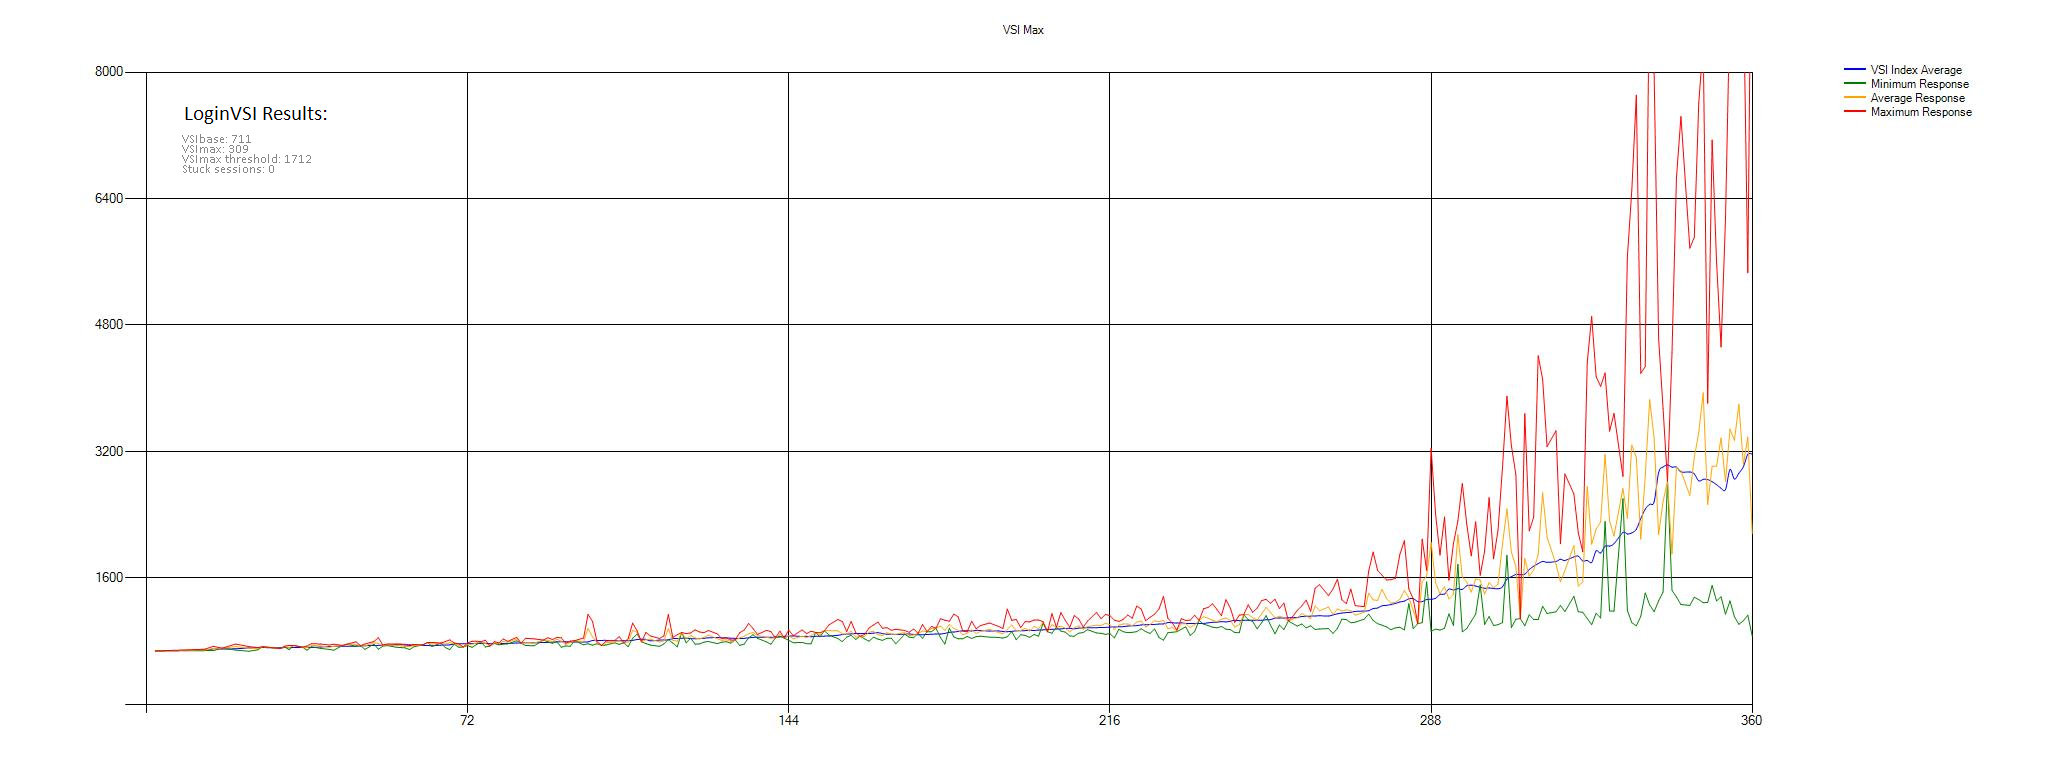 VSI Max
8000
6400
4800
3200
1600
LoginVSI Results:
VSIbase: 711
VSImax: 309
VSImax threshold: 1712
Stuck sessions: 0
VSI Index Average
Minimum Response
Average Response
Maximum Response
72
144
216
288
360